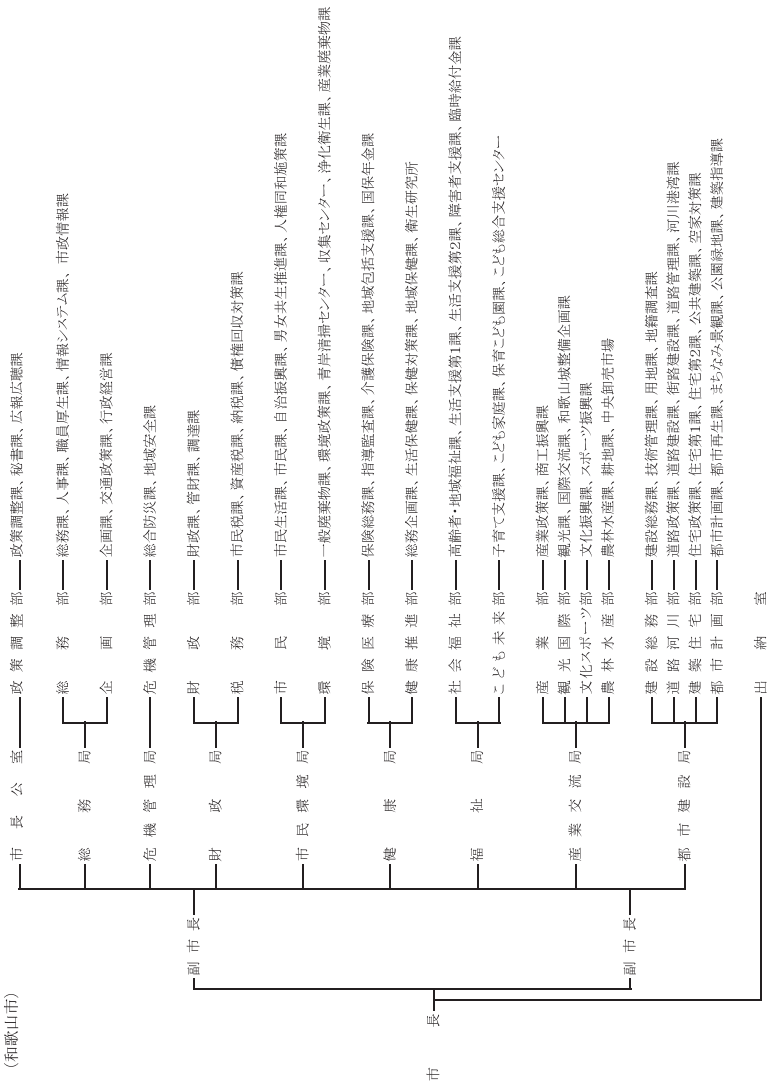 (和歌山市)
市長
副市長
副市長
市長公室
政策調整部 政策調整課、秘書課、広報広聴課
総務局
総務部 総務課、人事課、職員厚生課、情報システム課、市政情報課
企画部 企画課、交通政策課、行政経営課
危機管理局
危機管理部 総合防災課、地域安全課
財政局
財政部 財政課、管財課、調達課
税務部 市民税課、資産税課、納税課、債権回収対策課
市民環境局
市民部 市民生活課、市民課、自治振興課、男女共生推進課、人権同和施策課
環境部 一般廃棄物課、環境政策課、青岸清掃センター、収集センター、浄化衛生課、産業廃棄物課
健康局
保険医療部 保険総務課、指導監査課、介護保険課、地域包括支援課、国保年金課
健康推進部 総務企画課、生活保健課、保健対策課、地域保健課、衛生研究所
福祉局
社会福祉部 高齢者・地域福祉課、生活支援第1課、生活支援第2課、障害者支援課、臨時給付金課
こども未来部 子育て支援課、こども家庭課、保育こども園課、こども総合支援センター
産業交流局
産業部 産業政策課、商工振興課
観光国際部 観光課、国際交流課、和歌山城整備企画課
文化スポーツ部 文化振興課、スポーツ振興課
農林水産部 農林水産課、耕地課、中央卸売市場
都市建設局
建設総務部 建設総務課、技術管理課、用地課、地籍調査課
道路河川部 道路政策課、道路建設課、街路建設課、道路管理課、河川港湾課
建築住宅部 住宅政策課、住宅第1課、住宅第2課、公共建築課、空家対策課
都市計画部 都市計画課、都市再生課、まちなみ景観課、公園緑地課、建築指導課
出納室